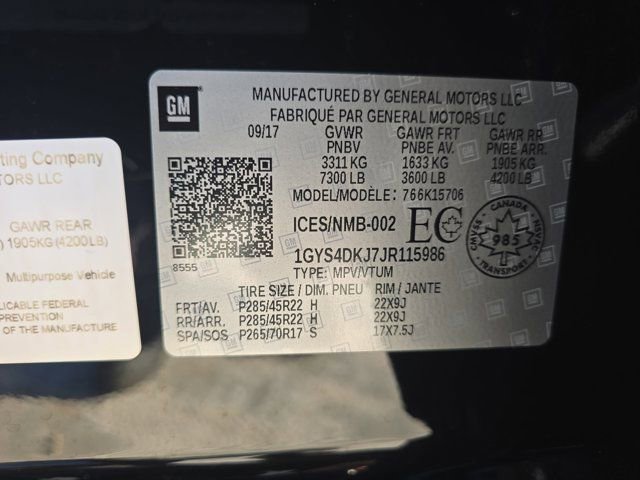 GM
MANUFACTURED BY GENERAL MOTORS LLC
FABRIQUÉ PAR GENERAL MOTORS LLC
09/17 GVWR GAWR FRT GAWR RR
PNBV PNBE AV. PNBE ARR.
3311 KG 1633 KG 1905 KG
7300 LB 3600 LB 4200 LB
MODEL/MODÈLE: 766K15706
ICES/NMB-002 EC
8555
1GYS4DKJ7JR115986
TYPE: MPV/VTUM
CANADA
985
TRANSPORT
TIRE SIZE / DIM. PNEU RIM / JANTE
FRT/AV. P285/45R22 H 22X9J
RR/ARR. P285/45R22 H 22X9J
SPA/SOS P265/70R17 S 17X7.5J
ting Company
TORS LLC
GAWR REAR
) 1905KG (4200LB)
Multipurpose Vehicle
LICABLE FEDERAL
PREVENTION
OF THE MANUFACTURE